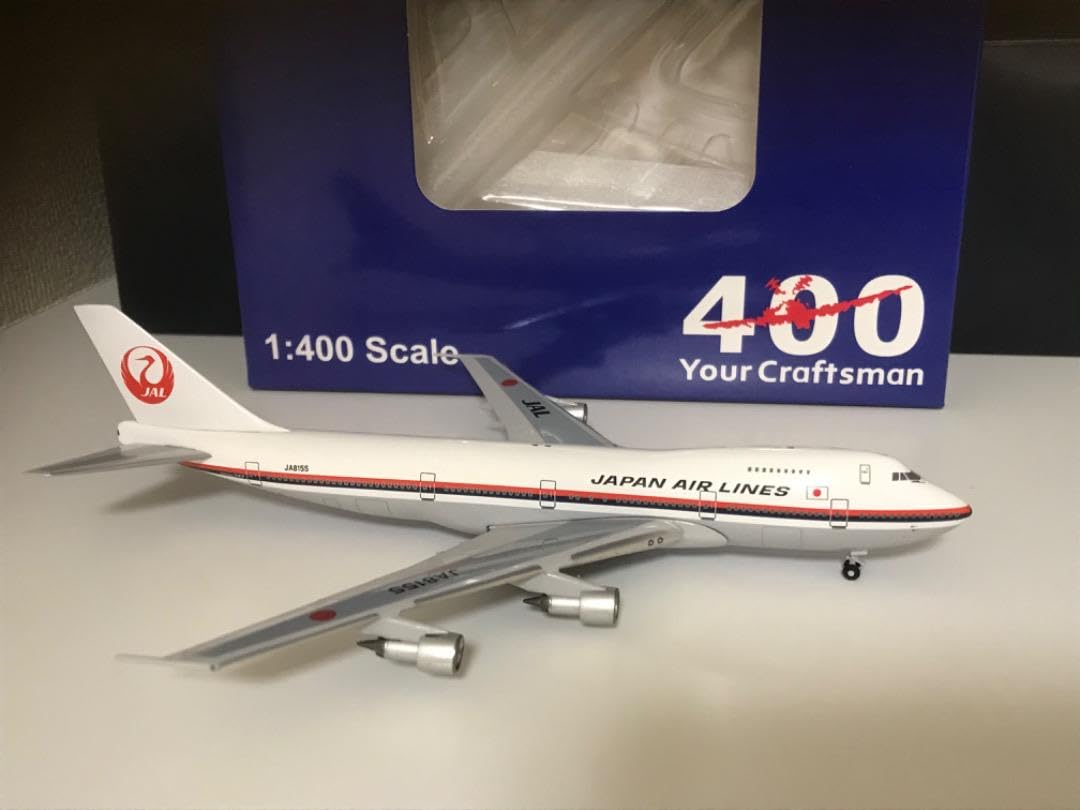 400
Your Craftsman
1:400 Scale
JAL
JAL
JA8155
JAPAN AIR LINES
JA8155